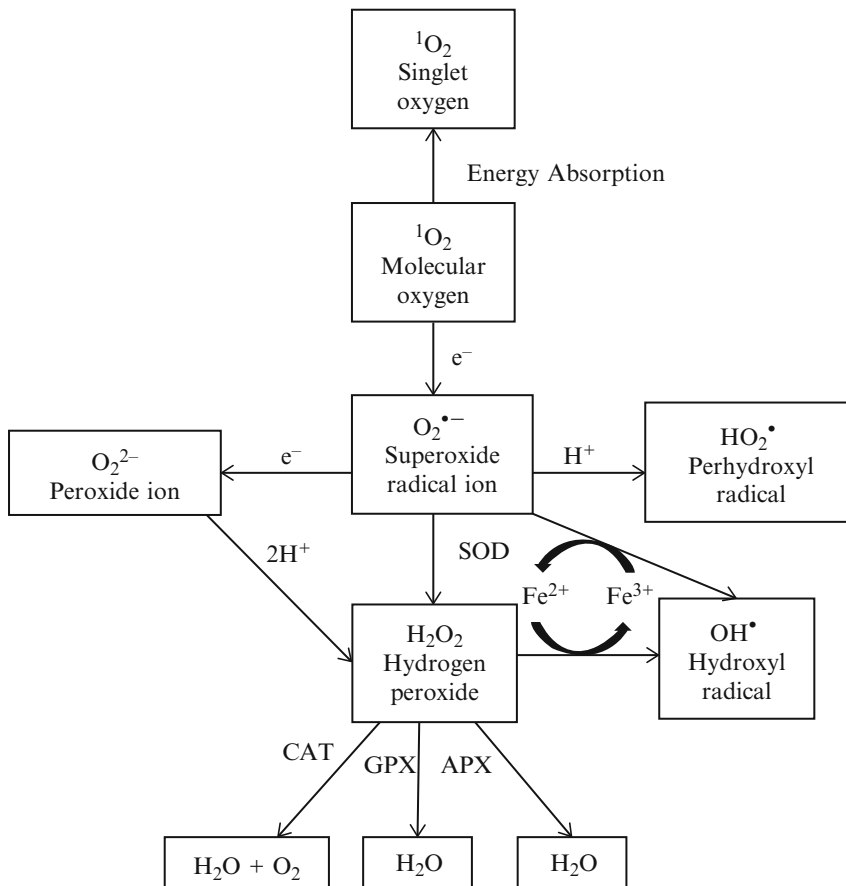 ¹O₂
Singlet
oxygen
Energy Absorption
¹O₂
Molecular
oxygen
e⁻
O₂•⁻
Superoxide
radical ion
e⁻
O₂²⁻
Peroxide ion
H⁺
HO₂•
Perhydroxyl
radical
2H⁺
SOD
Fe²⁺
Fe³⁺
H₂O₂
Hydrogen
peroxide
OH•
Hydroxyl
radical
CAT
GPX
APX
H₂O + O₂
H₂O
H₂O